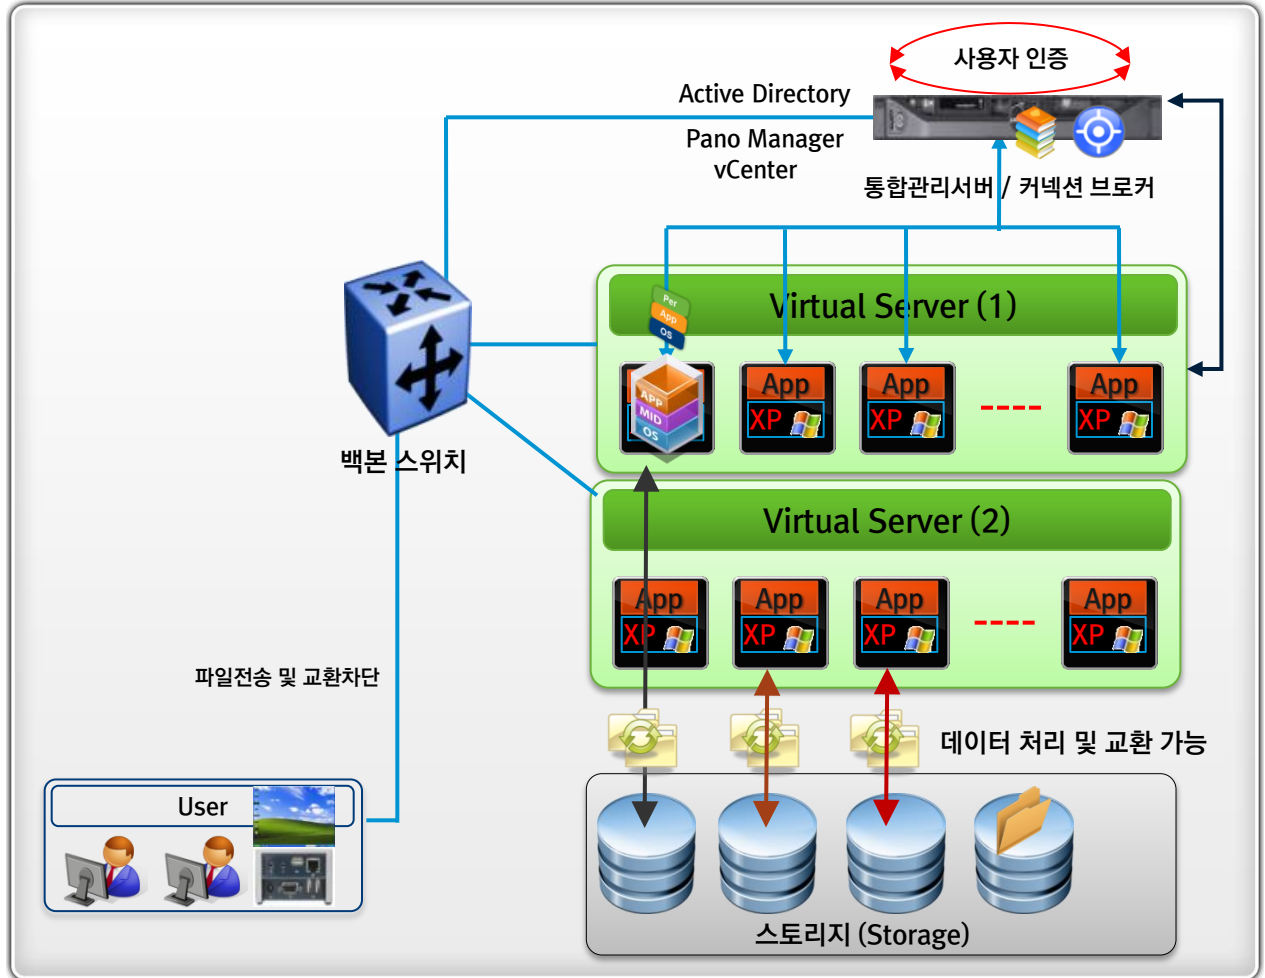 사용자 인증
Active Directory
Pano Manager
vCenter
통합관리서버 / 커넥션 브로커
Virtual Server (1)
Per
App
OS
APP
MID
OS
App
XP
App
XP
----
App
XP
백본 스위치
Virtual Server (2)
App
XP
App
XP
App
XP
----
App
XP
파일전송 및 교환차단
데이터 처리 및 교환 가능
User
스토리지 (Storage)